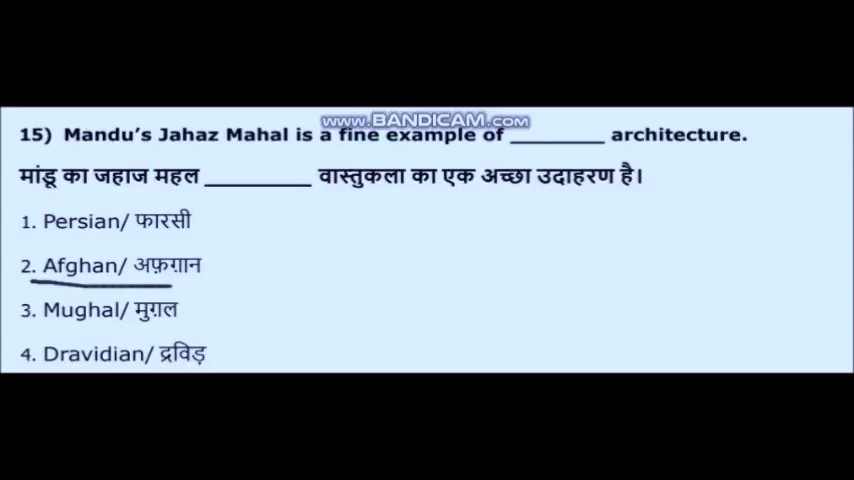 www.BANDICAM.com
15) Mandu's Jahaz Mahal is a fine example of ________ architecture.
मांडू का जहाज महल _________ वास्तुकला का एक अच्छा उदाहरण है।
1. Persian/ फारसी
2. Afghan/ अफ़ग़ान
3. Mughal/ मुग़ल
4. Dravidian/ द्रविड़